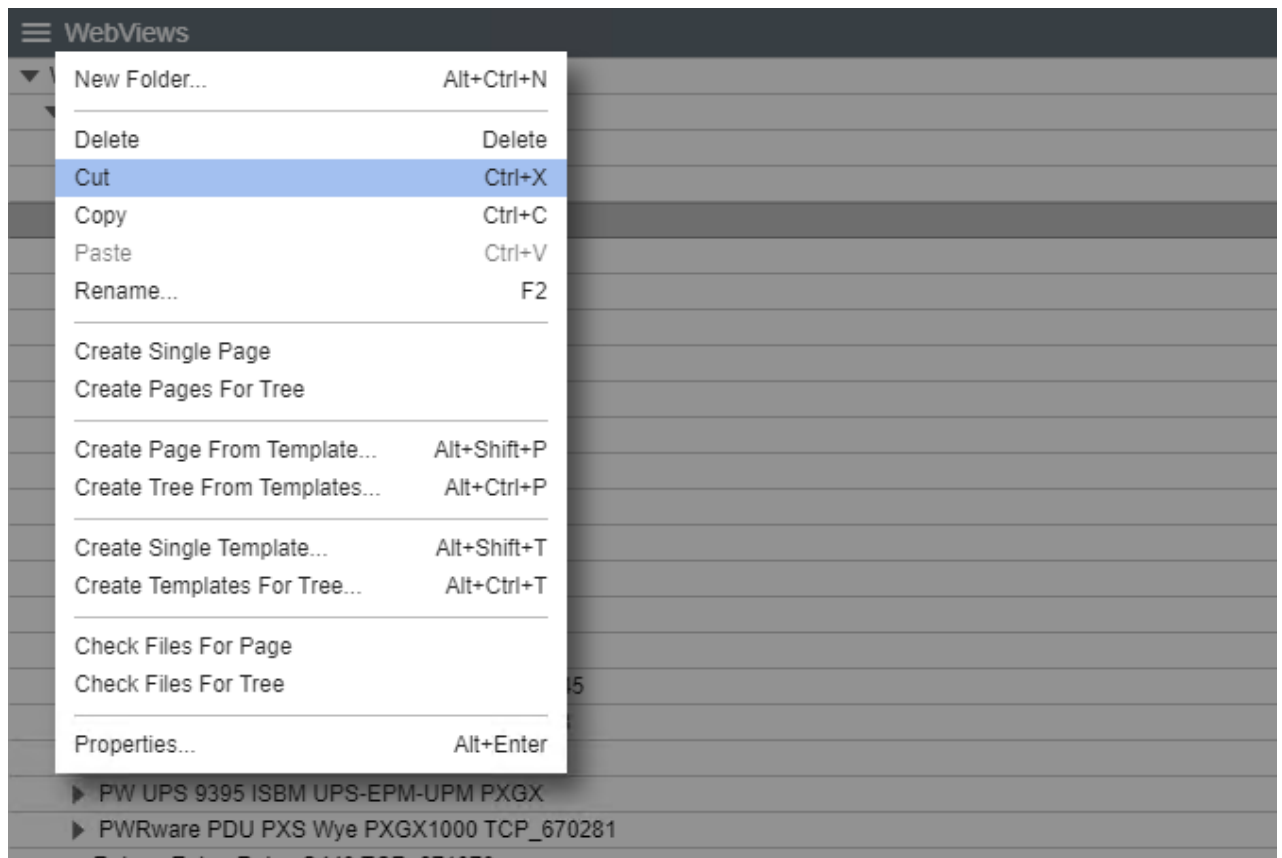 WebViews
New Folder... Alt+Ctrl+N
Delete Delete
Cut Ctrl+X
Copy Ctrl+C
Paste Ctrl+V
Rename... F2
Create Single Page
Create Pages For Tree
Create Page From Template... Alt+Shift+P
Create Tree From Templates... Alt+Ctrl+P
Create Single Template... Alt+Shift+T
Create Templates For Tree... Alt+Ctrl+T
Check Files For Page
Check Files For Tree
Properties... Alt+Enter
PW UPS 9395 ISBM UPS-EPM-UPM PXGX
PWRware PDU PXS Wye PXGX1000 TCP_670281